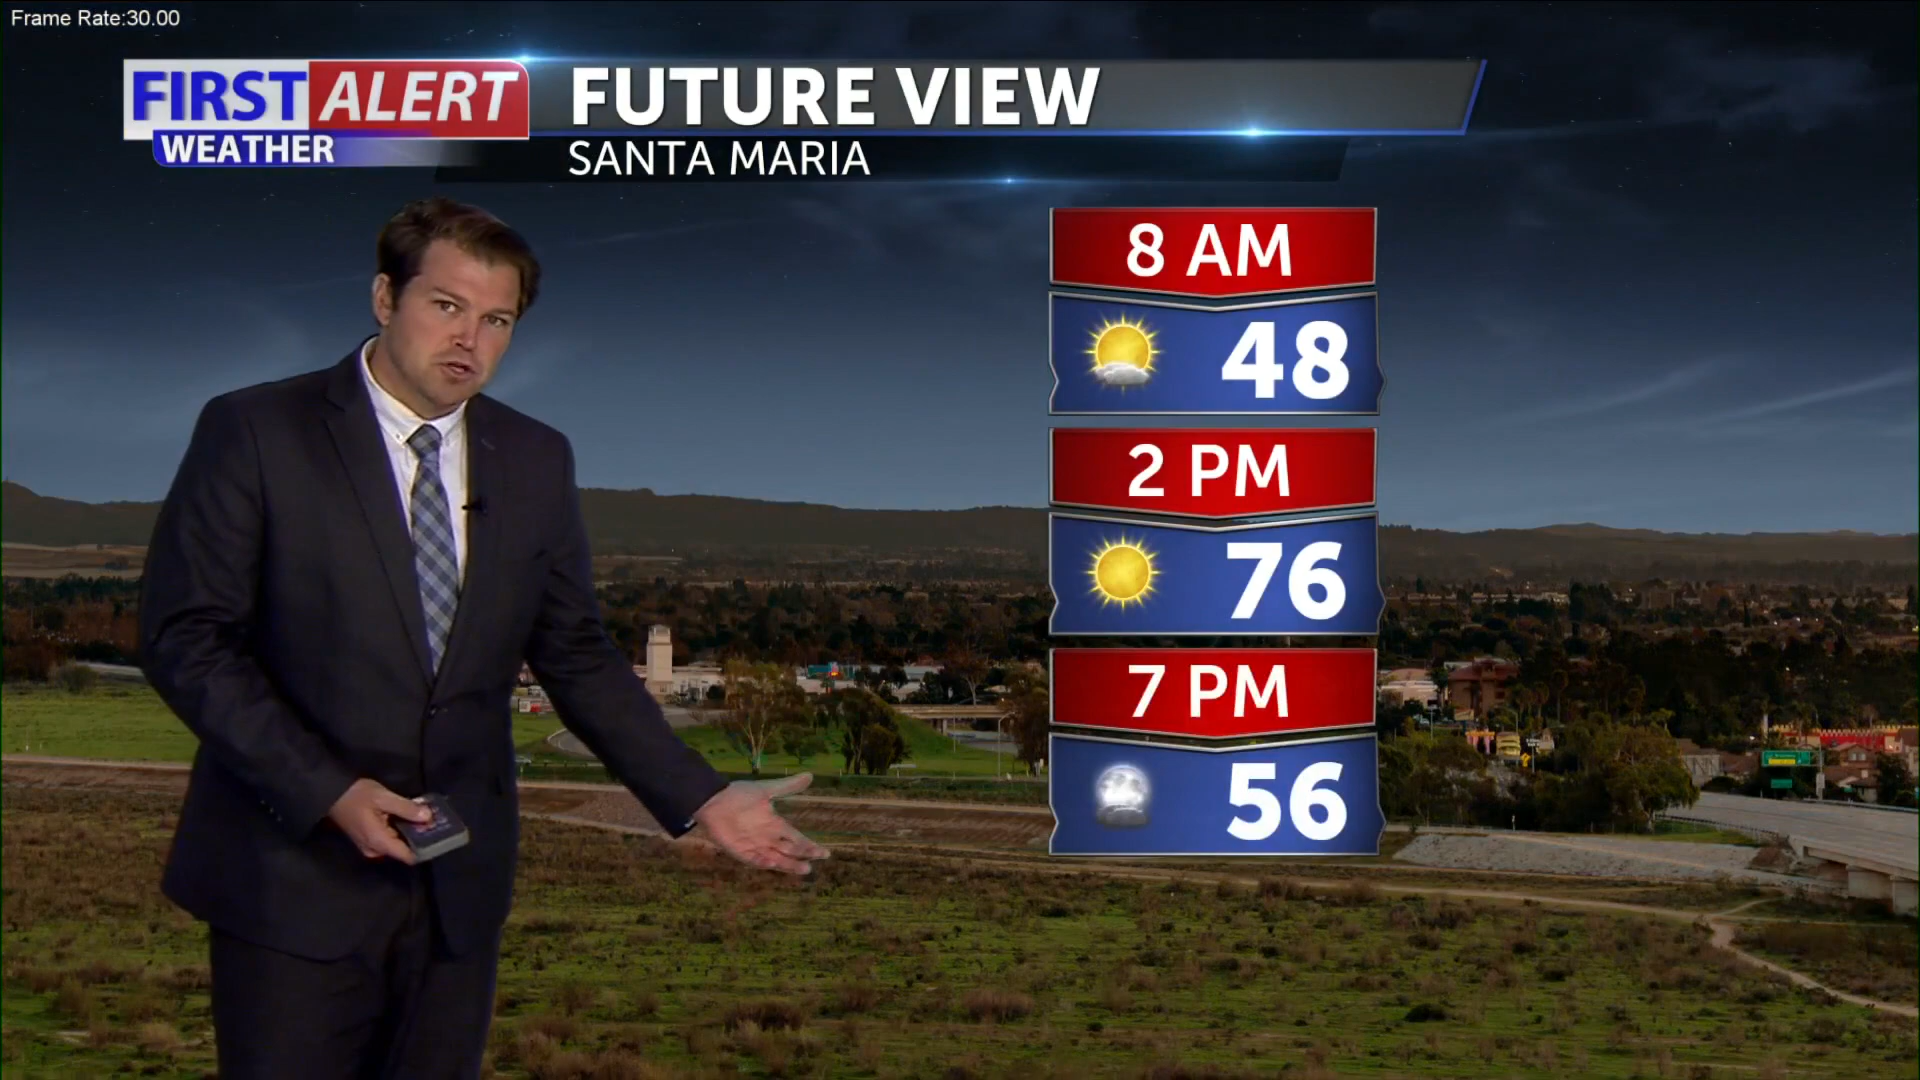 Frame Rate:30.00
FIRST ALERT
WEATHER
FUTURE VIEW
SANTA MARIA
8 AM
48
2 PM
76
7 PM
56